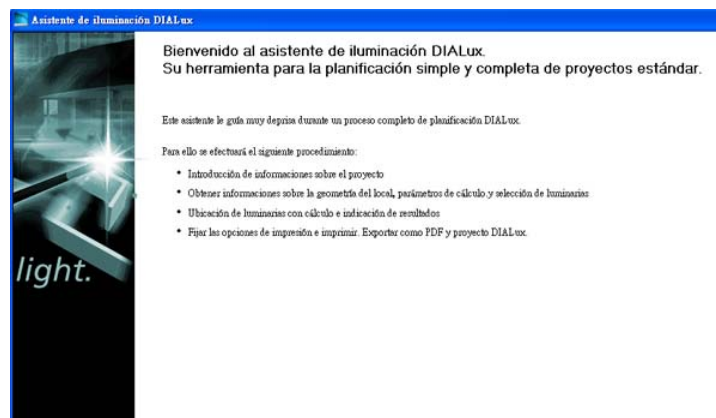 Asistente de iluminación DIALux
Bienvenido al asistente de iluminación DIALux.
Su herramienta para la planificación simple y completa de proyectos estándar.
Este asistente le guía muy deprisa durante un proceso completo de planificación DIALux.
Para ello se efectuará el siguiente procedimiento:
• Introducción de informaciones sobre el proyecto
• Obtener informaciones sobre la geometría del local, parámetros de cálculo y selección de luminarias
• Ubicación de luminarias con cálculo e indicación de resultados
• Fijar las opciones de impresión e imprimir. Exportar como PDF y proyecto DIALux.
light.